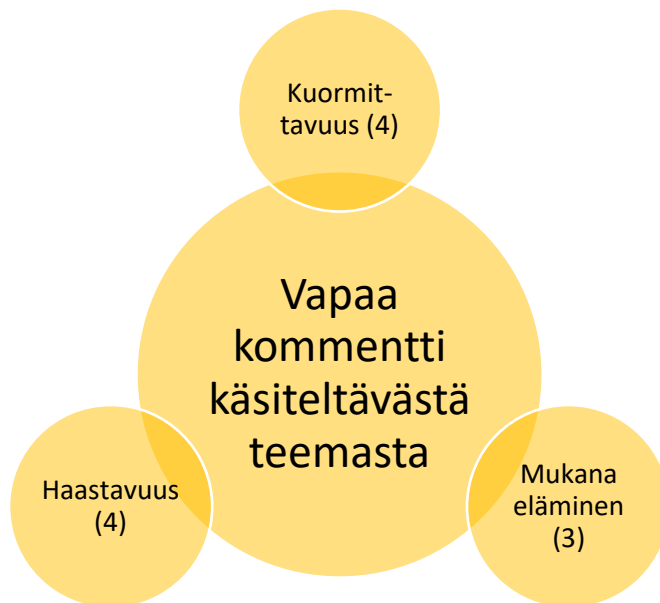 Kuormit-
tavuus (4)
Vapaa
kommentti
käsiteltävästä
teemasta
Haastavuus
(4)
Mukana
eläminen
(3)